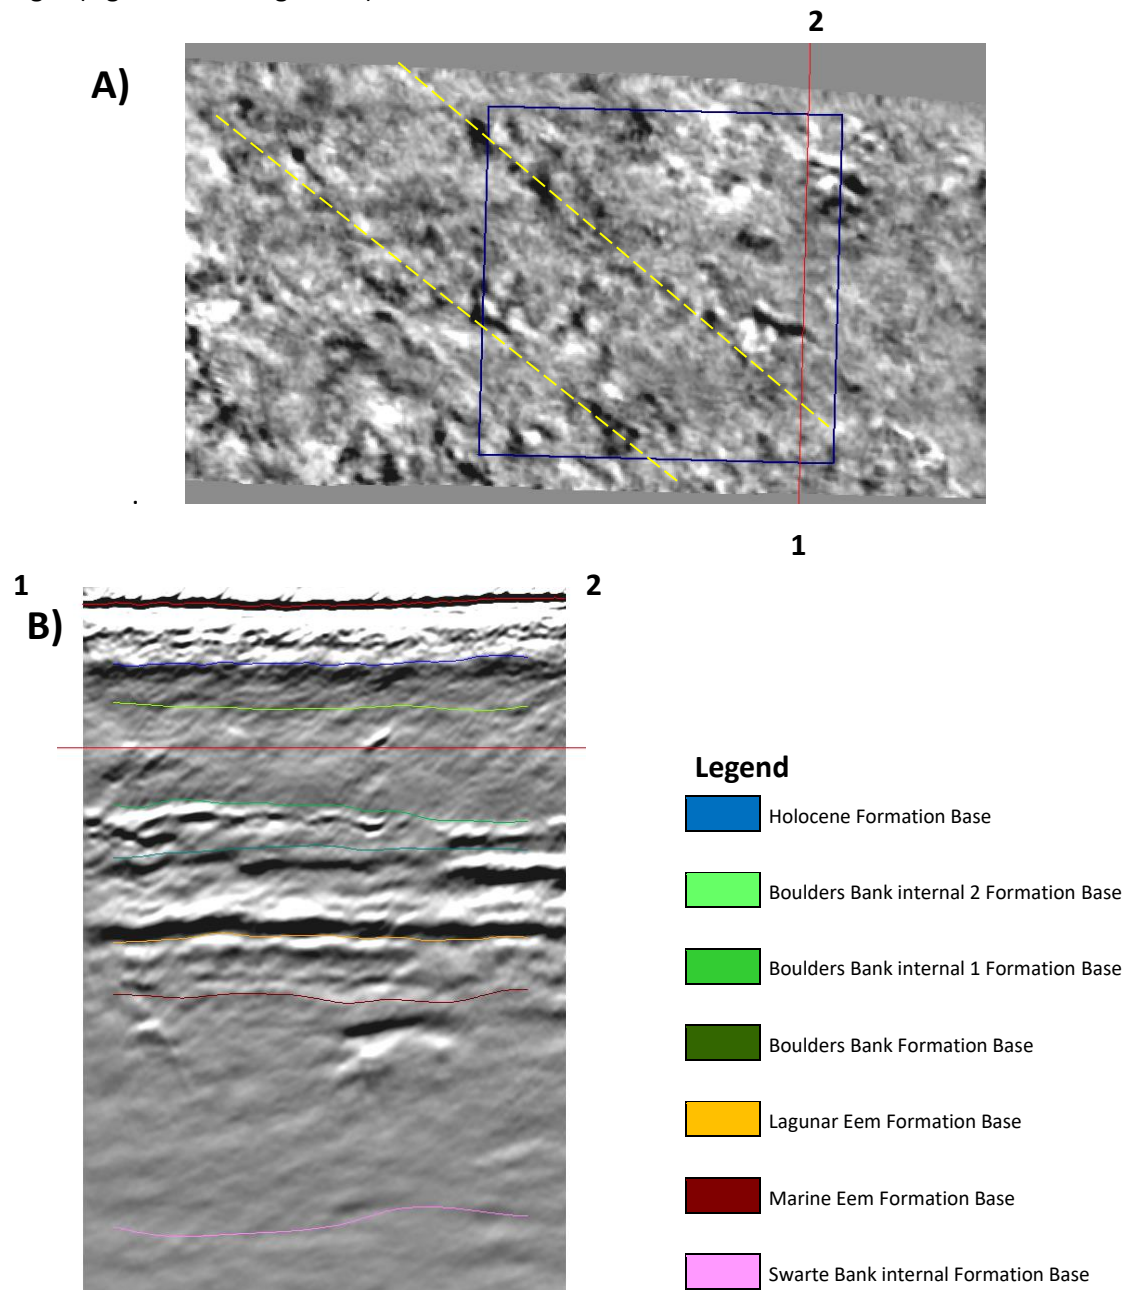 2
A)
.
1
1
2
B)
Legend
Holocene Formation Base
Boulders Bank internal 2 Formation Base
Boulders Bank internal 1 Formation Base
Boulders Bank Formation Base
Lagunar Eem Formation Base
Marine Eem Formation Base
Swarte Bank internal Formation Base